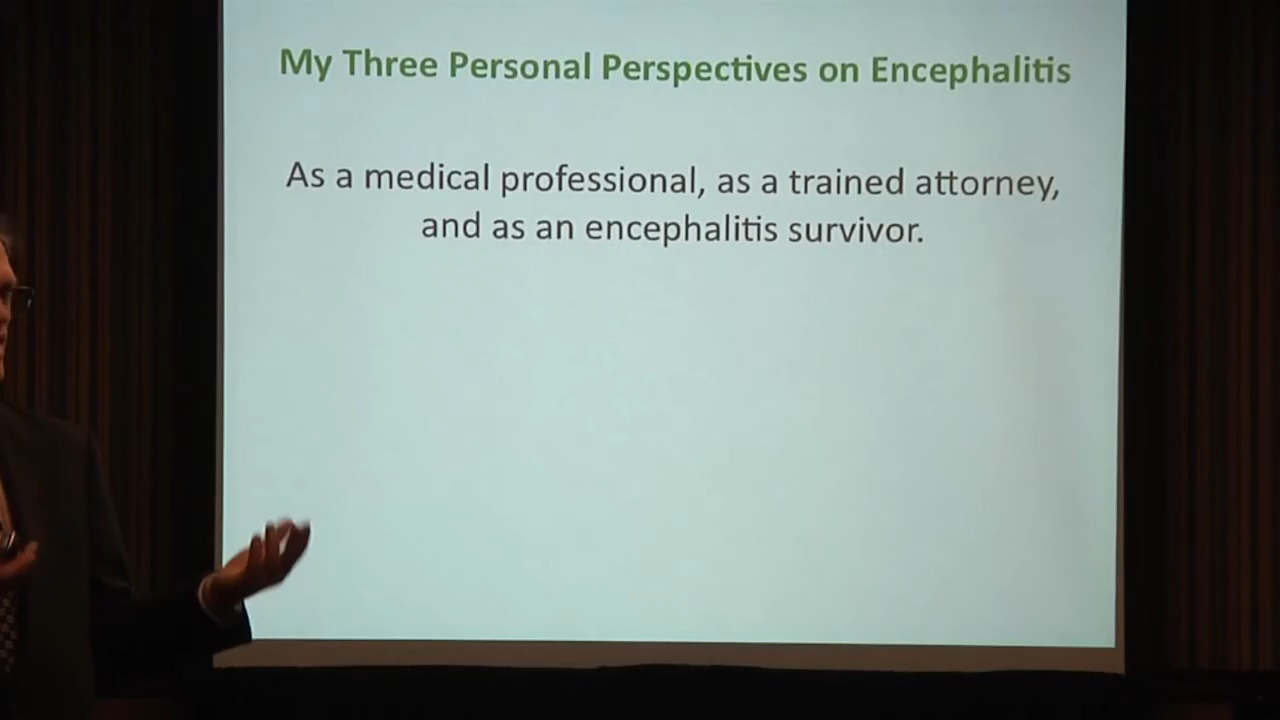 My Three Personal Perspectives on Encephalitis
As a medical professional, as a trained attorney,
and as an encephalitis survivor.